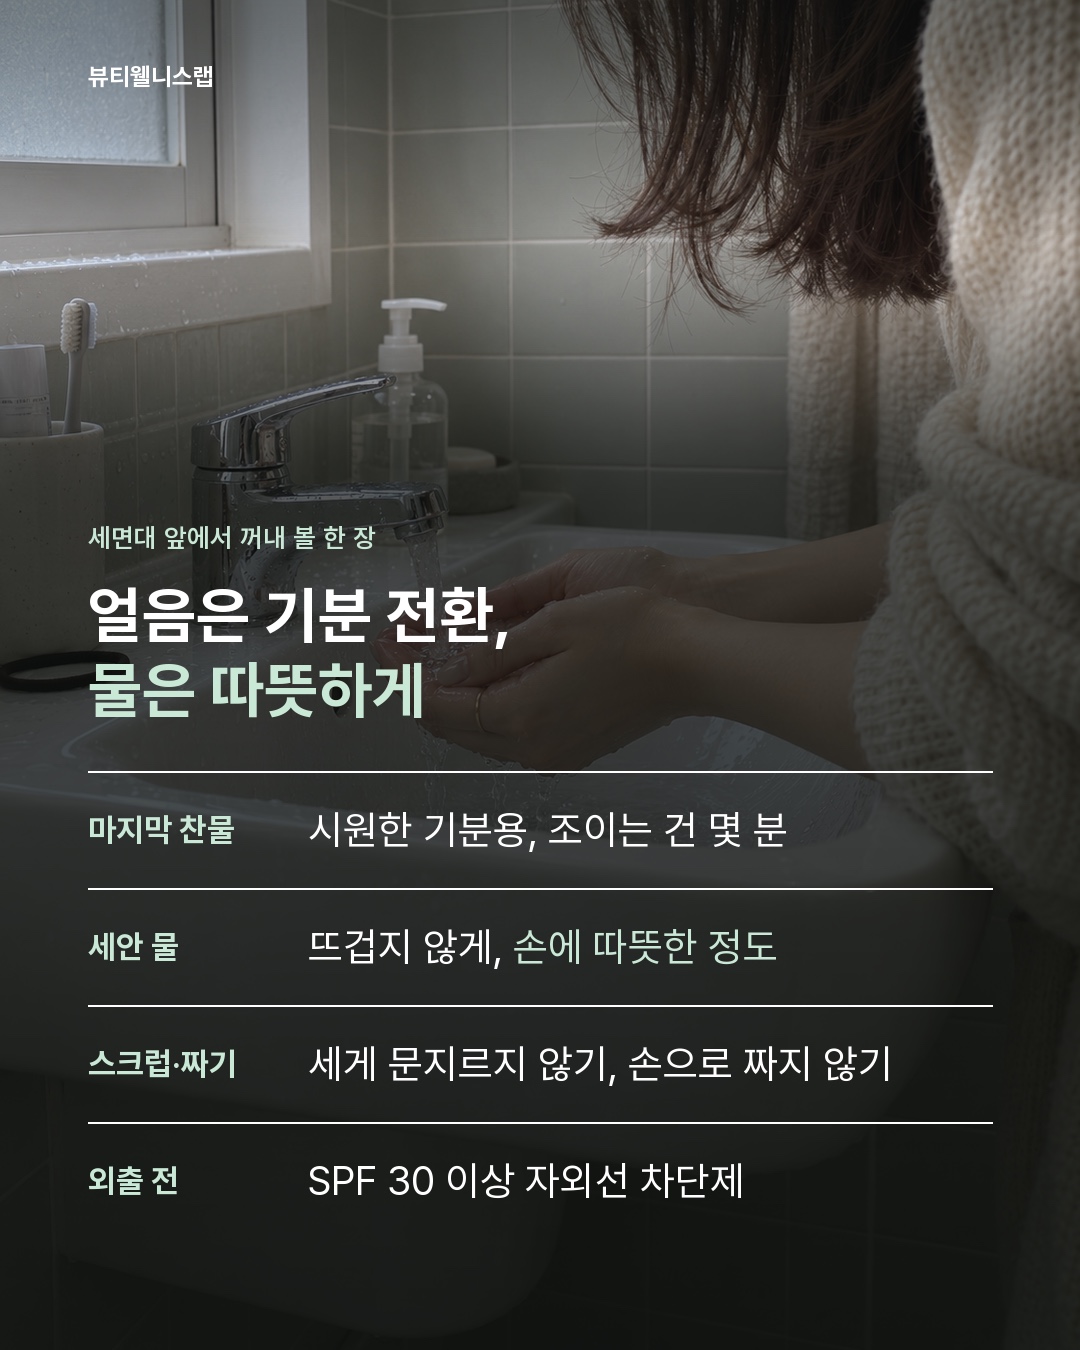 뷰티웰니스랩
세면대 앞에서 꺼내 볼 한 장
얼음은 기분 전환,
물은 따뜻하게
마지막 찬물 시원한 기분용, 조이는 건 몇 분
세안 물 뜨겁지 않게, 손에 따뜻한 정도
스크럽·짜기 세게 문지르지 않기, 손으로 짜지 않기
외출 전 SPF 30 이상 자외선 차단제